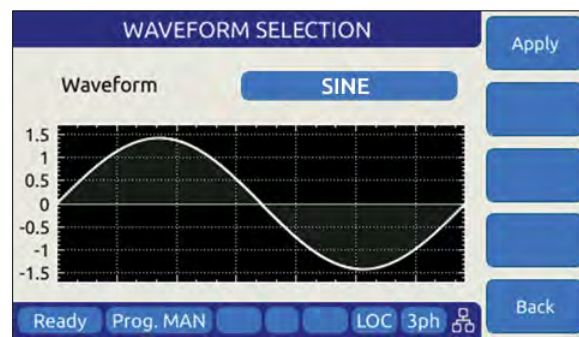 WAVEFORM SELECTION
Apply
Waveform
SINE
1.5
1
0.5
0
-0.5
-1
-1.5
Back
Ready Prog. MAN LOC 3ph